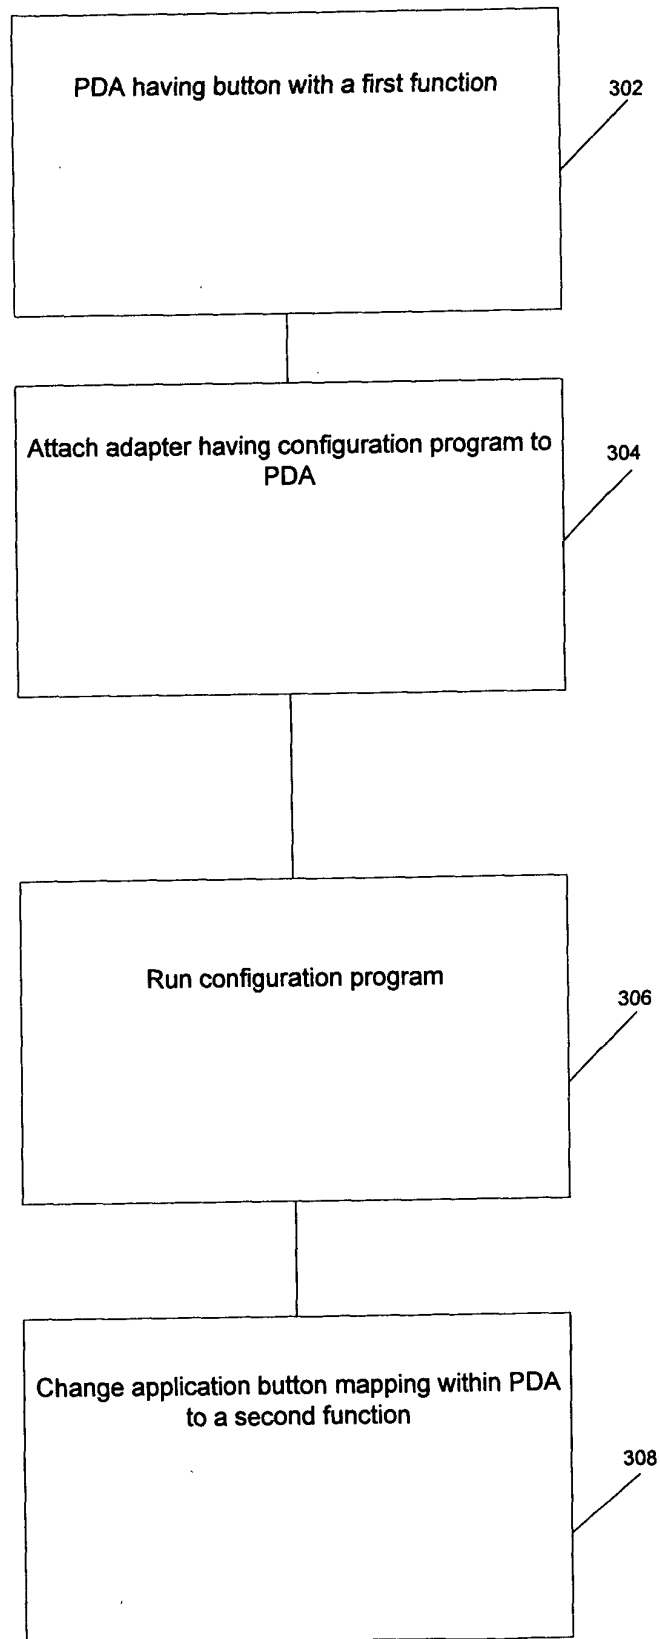 PDA having button with a first function
302
Attach adapter having configuration program to
PDA
304
Run configuration program
306
Change application button mapping within PDA
to a second function
308